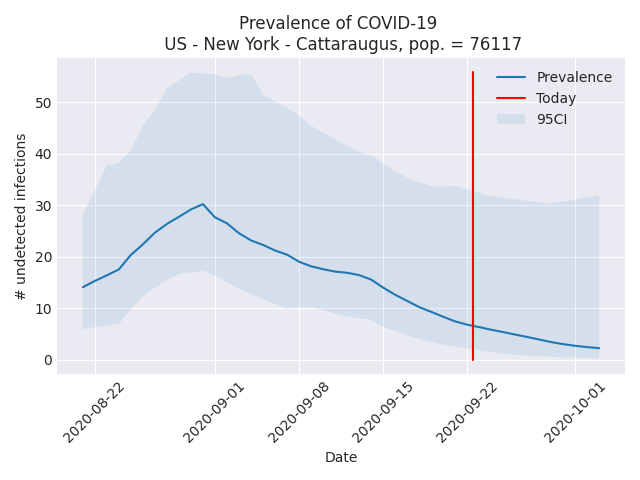 Prevalence of COVID-19
US - New York - Cattaraugus, pop. = 76117
Prevalence
Today
95CI
# undetected infections
50
40
30
20
10
0
2020-08-22
2020-09-01
2020-09-08
2020-09-15
2020-09-22
2020-10-01
Date